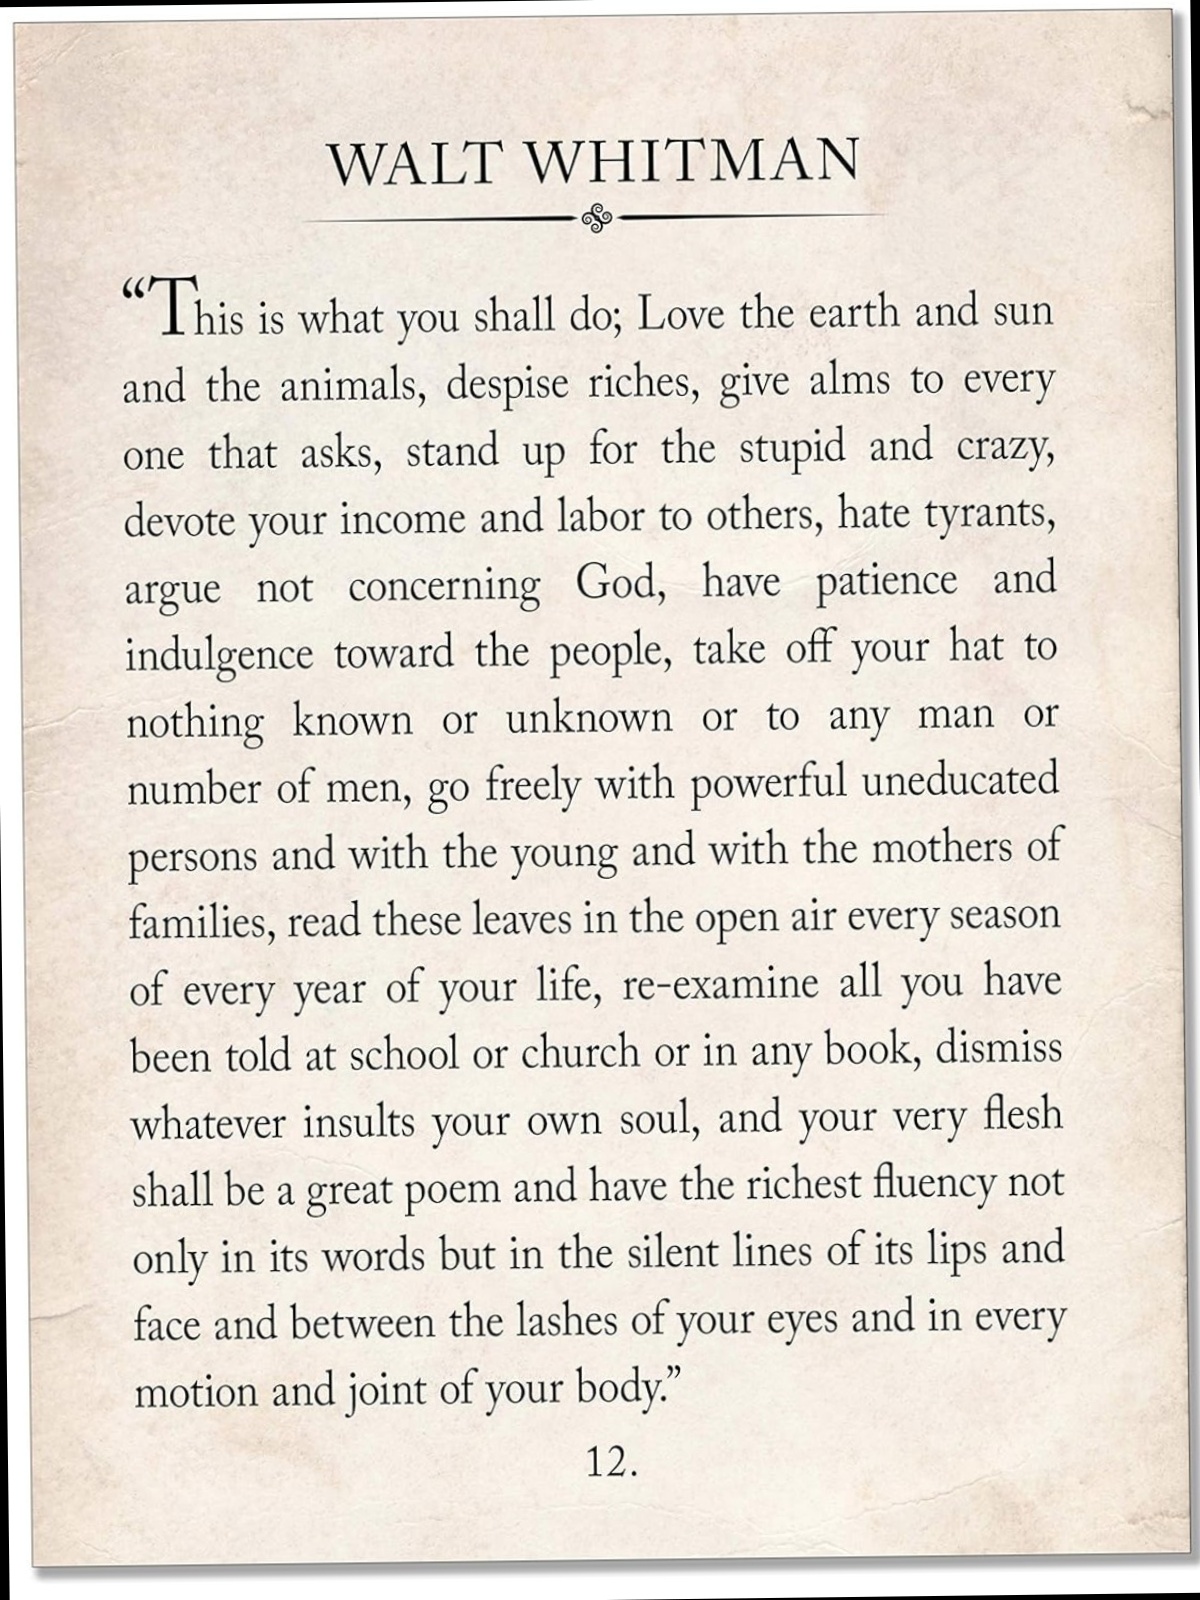 WALT WHITMAN
“This is what you shall do; Love the earth and sun
and the animals, despise riches, give alms to every
one that asks, stand up for the stupid and crazy,
devote your income and labor to others, hate tyrants,
argue not concerning God, have patience and
indulgence toward the people, take off your hat to
nothing known or unknown or to any man or
number of men, go freely with powerful uneducated
persons and with the young and with the mothers of
families, read these leaves in the open air every season
of every year of your life, re-examine all you have
been told at school or church or in any book, dismiss
whatever insults your own soul, and your very flesh
shall be a great poem and have the richest fluency not
only in its words but in the silent lines of its lips and
face and between the lashes of your eyes and in every
motion and joint of your body.”
12.